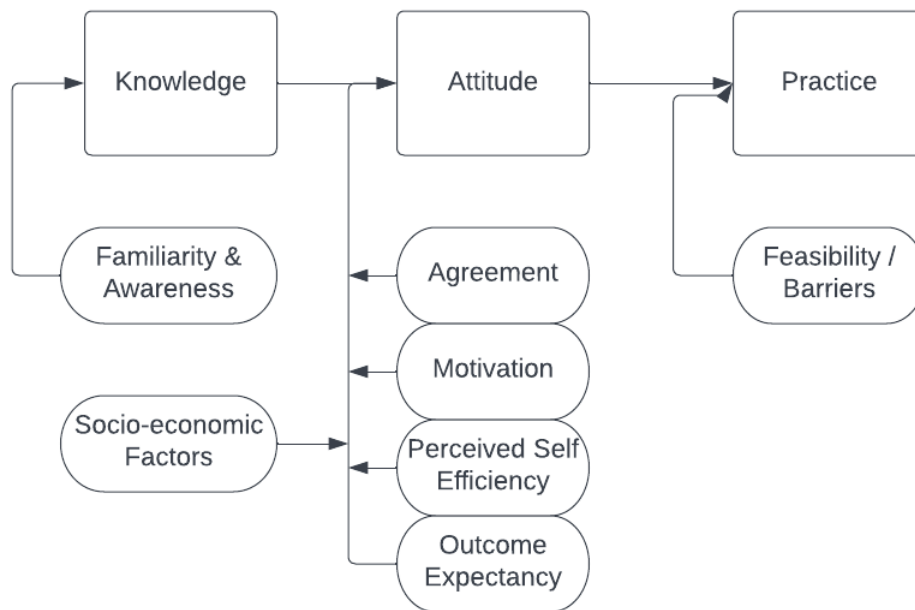 Knowledge
Attitude
Practice
Familiarity &
Awareness
Agreement
Feasibility /
Barriers
Motivation
Socio-economic
Factors
Perceived Self
Efficiency
Outcome
Expectancy